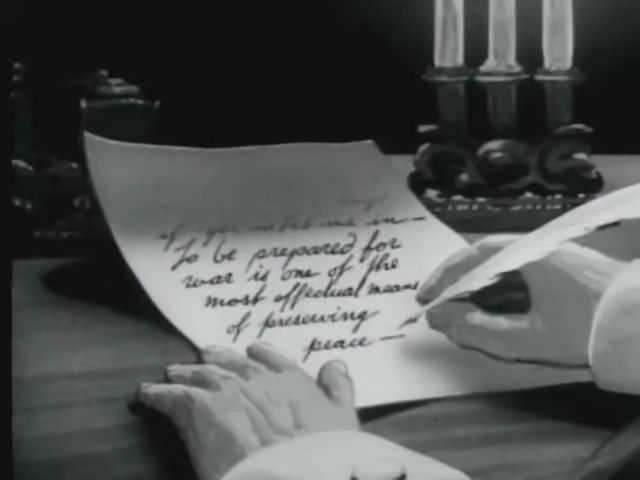 To be prepared for
war is one of the
most effectual means
of preserving
peace —